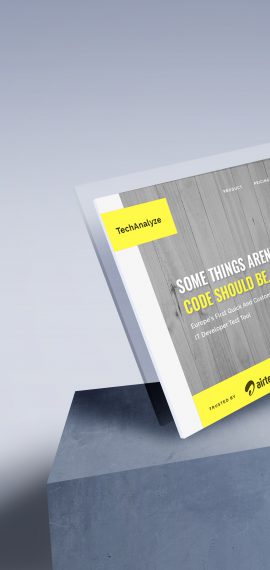 PRODUCT PRICING
TechAnalyze
SOME THINGS AREN
CODE SHOULD BE
Europe's First Quick And
IT Developer Test Tool
TRUSTED BY airte